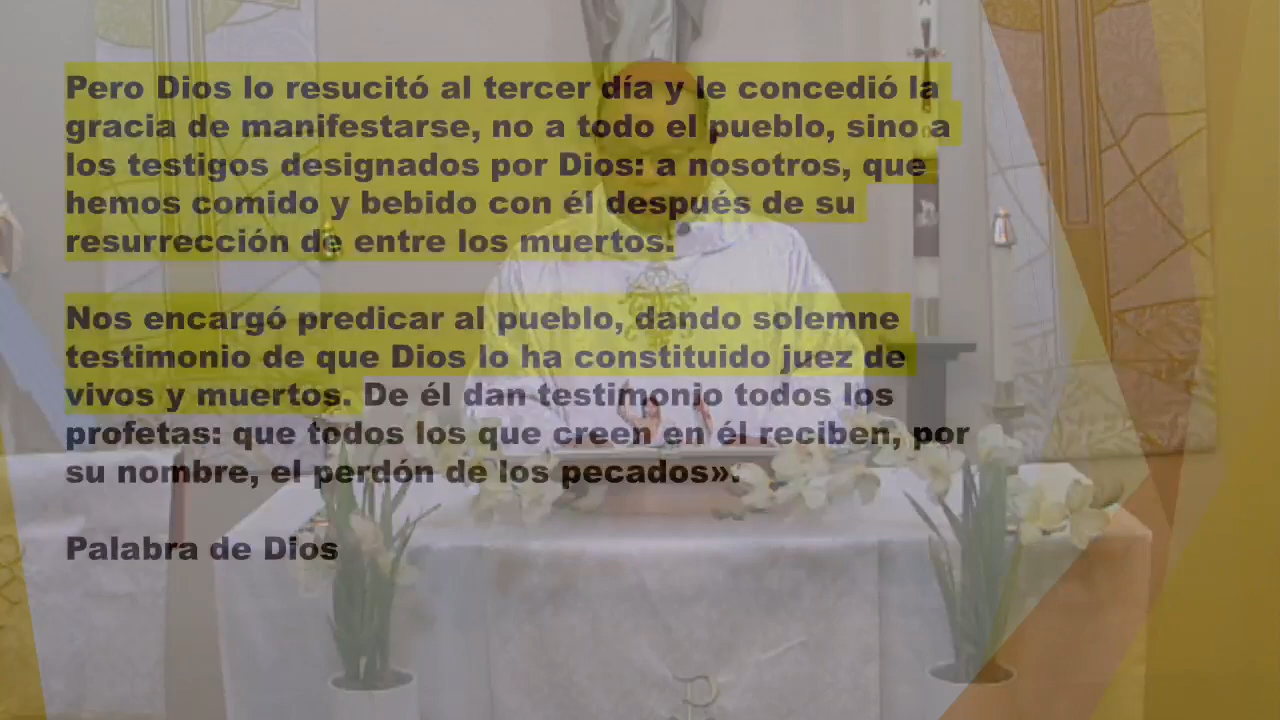 Pero Dios lo resucitó al tercer día y le concedió la
gracia de manifestarse, no a todo el pueblo, sino a
los testigos designados por Dios: a nosotros, que
hemos comido y bebido con él después de su
resurrección de entre los muertos.
Nos encargó predicar al pueblo, dando solemne
testimonio de que Dios lo ha constituido juez de
vivos y muertos. De él dan testimonio todos los
profetas: que todos los que creen en él reciben, por
su nombre, el perdón de los pecados».
Palabra de Dios